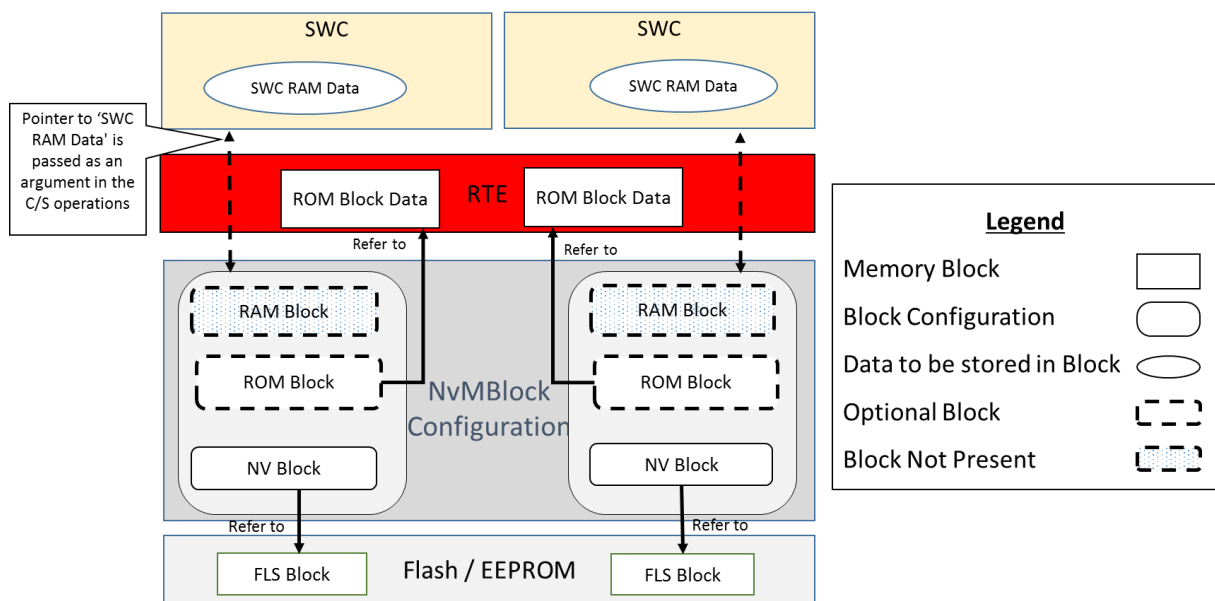 SWC
SWC
SWC RAM Data
SWC RAM Data
Pointer to ‘SWC
RAM Data' is
passed as an
argument in the
C/S operations
ROM Block Data
RTE
ROM Block Data
Refer to
Refer to
RAM Block
RAM Block
ROM Block
ROM Block
NvMBlock
Configuration
NV Block
NV Block
Refer to
Refer to
FLS Block
Flash / EEPROM
FLS Block
Legend
Memory Block
Block Configuration
Data to be stored in Block
Optional Block
Block Not Present